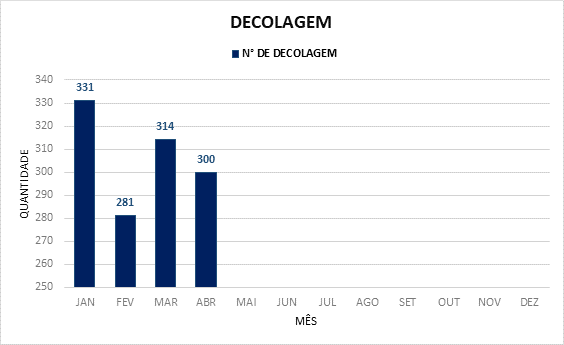 DECOLAGEM
N° DE DECOLAGEM
340
330
320
310
300
290
280
270
260
250
QUANTIDADE
331
281
314
300
JAN FEV MAR ABR MAI JUN JUL AGO SET OUT NOV DEZ
MÊS